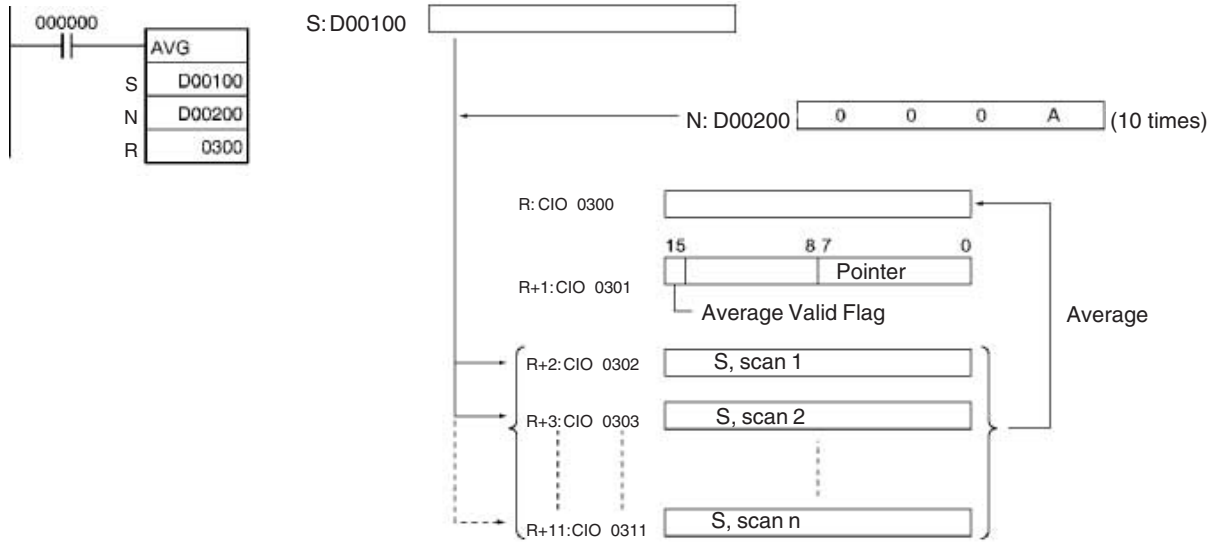 000000
AVG
S D00100
N D00200
R 0300
S: D00100
N: D00200 0 0 0 A (10 times)
R: CIO 0300
15 8 7 0
R+1: CIO 0301 Pointer
Average Valid Flag
Average
R+2: CIO 0302 S, scan 1
R+3: CIO 0303 S, scan 2
R+11: CIO 0311 S, scan n